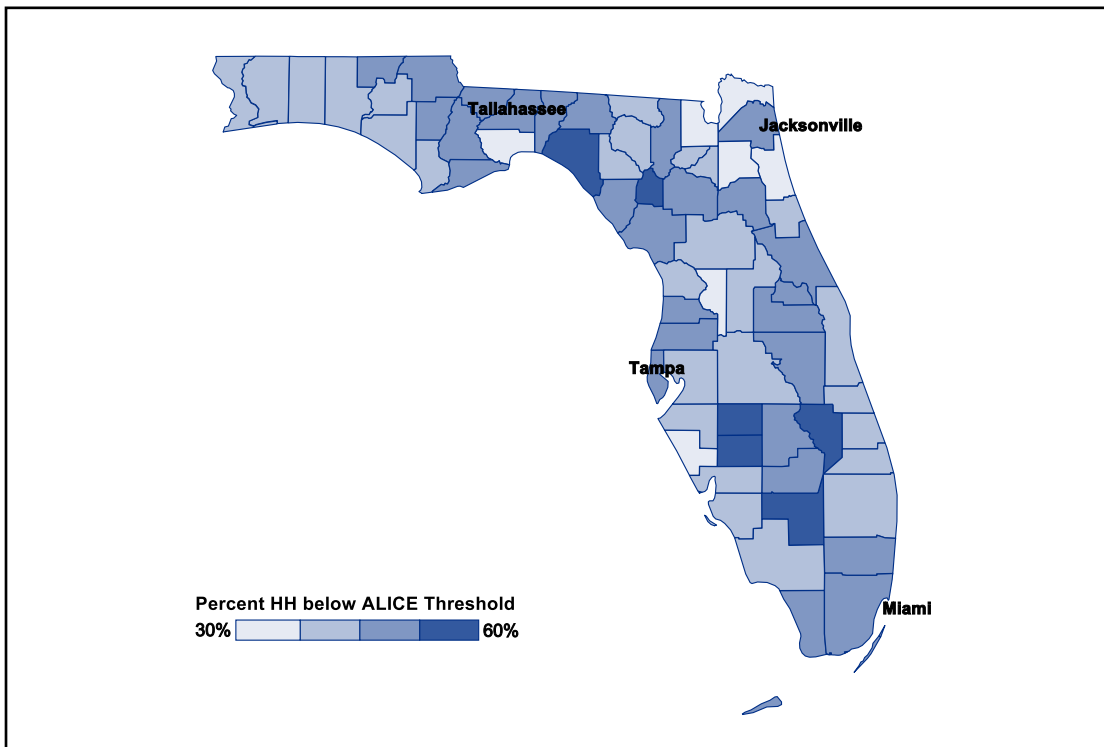 Tallahassee
Jacksonville
Tampa
Percent HH below ALICE Threshold
30% 60%
Miami